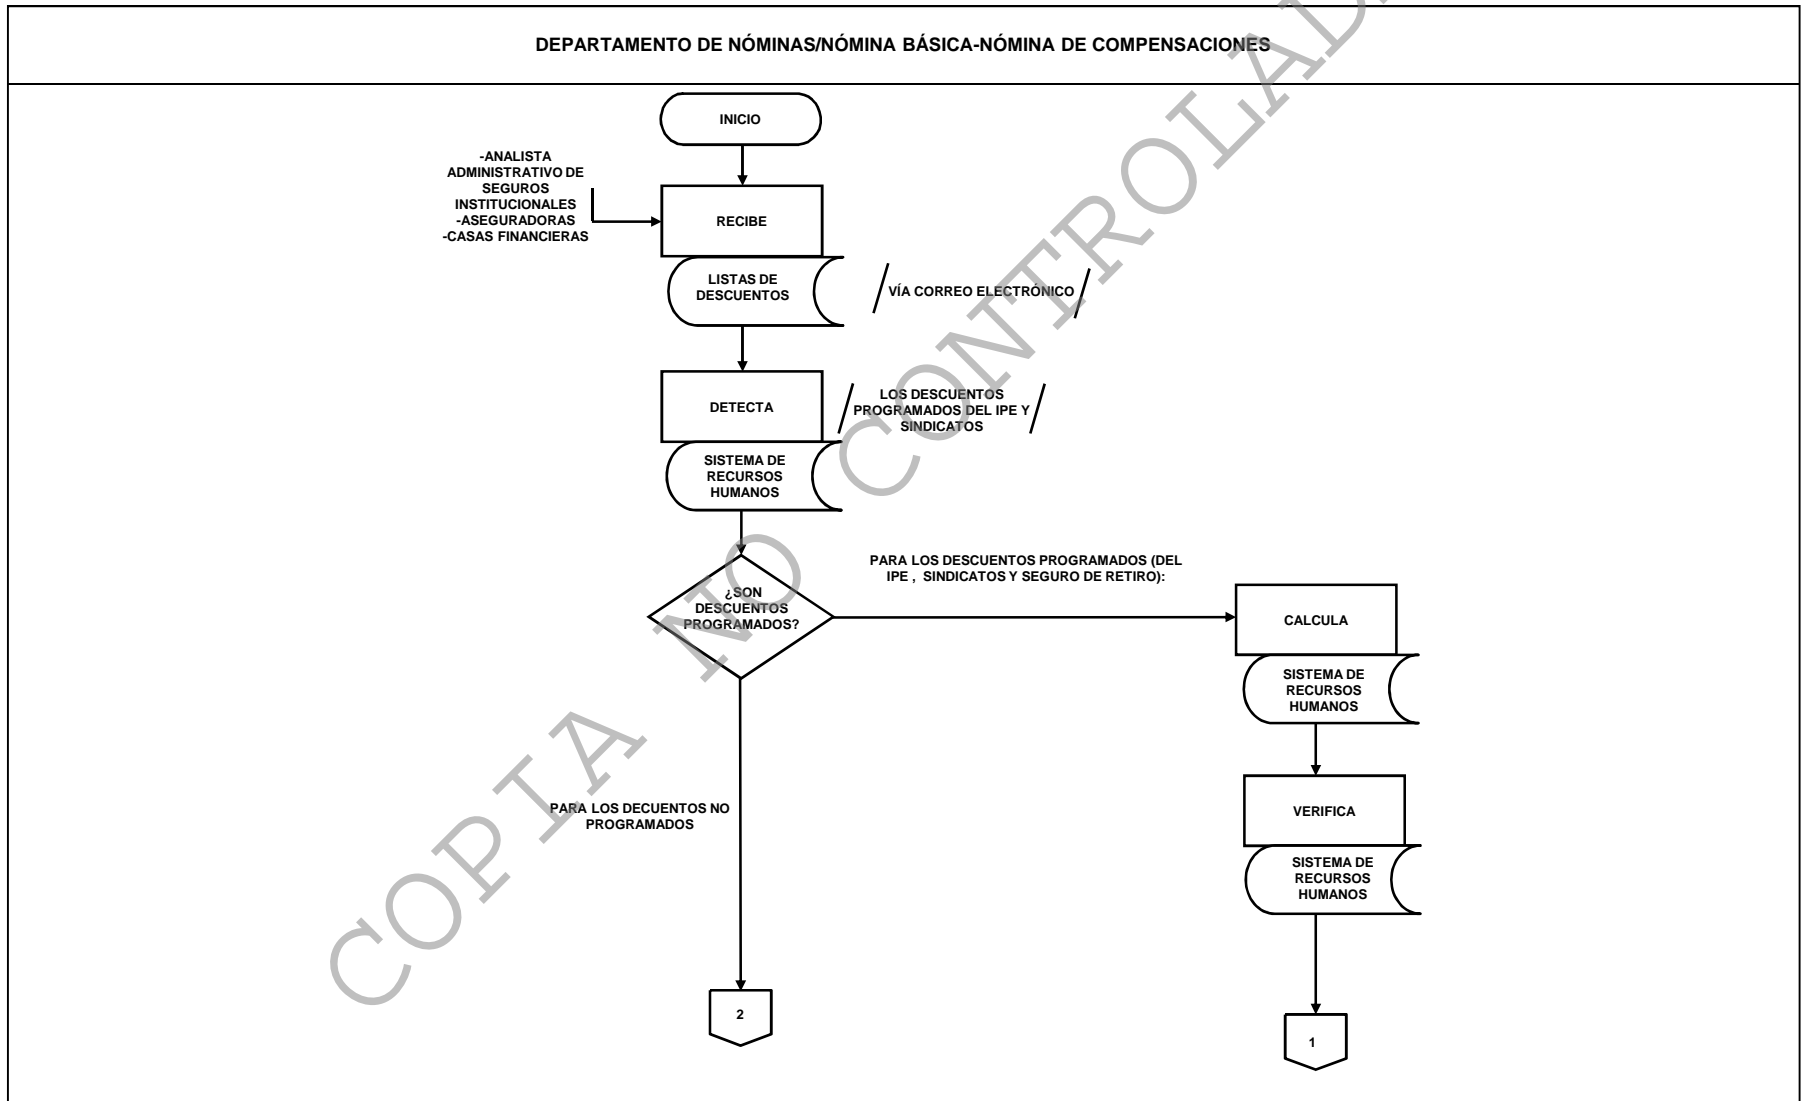 DEPARTAMENTO DE NÓMINAS/NÓMINA BÁSICA-NÓMINA DE COMPENSACIONES
INICIO
-ANALISTA
ADMINISTRATIVO DE
SEGUROS
INSTITUCIONALES
-ASEGURADORAS
-CASAS FINANCIERAS
RECIBE
LISTAS DE
DESCUENTOS
VÍA CORREO ELECTRÓNICO
DETECTA
LOS DESCUENTOS
PROGRAMADOS DEL IPE Y
SINDICATOS
SISTEMA DE
RECURSOS
HUMANOS
¿SON
DESCUENTOS
PROGRAMADOS?
PARA LOS DESCUENTOS PROGRAMADOS (DEL
IPE , SINDICATOS Y SEGURO DE RETIRO):
CALCULA
SISTEMA DE
RECURSOS
HUMANOS
VERIFICA
SISTEMA DE
RECURSOS
HUMANOS
PARA LOS DECUENTOS NO
PROGRAMADOS
2
1
COPIA NO CONTROLAD